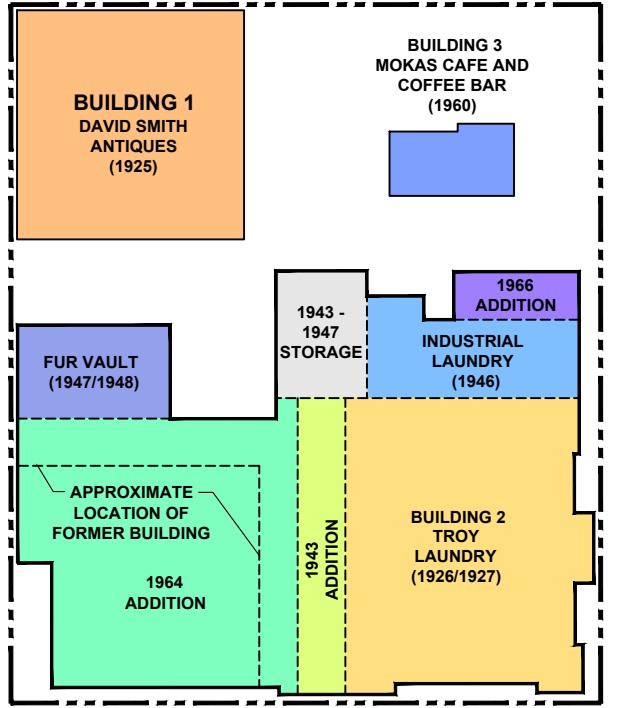 BUILDING 1
DAVID SMITH
ANTIQUES
(1925)
BUILDING 3
MOKAS CAFE AND
COFFEE BAR
(1960)
1966
ADDITION
1943 -
1947
STORAGE
INDUSTRIAL
LAUNDRY
(1946)
FUR VAULT
(1947/1948)
APPROXIMATE
LOCATION OF
FORMER BUILDING
1964
ADDITION
1943
ADDITION
BUILDING 2
TROY
LAUNDRY
(1926/1927)